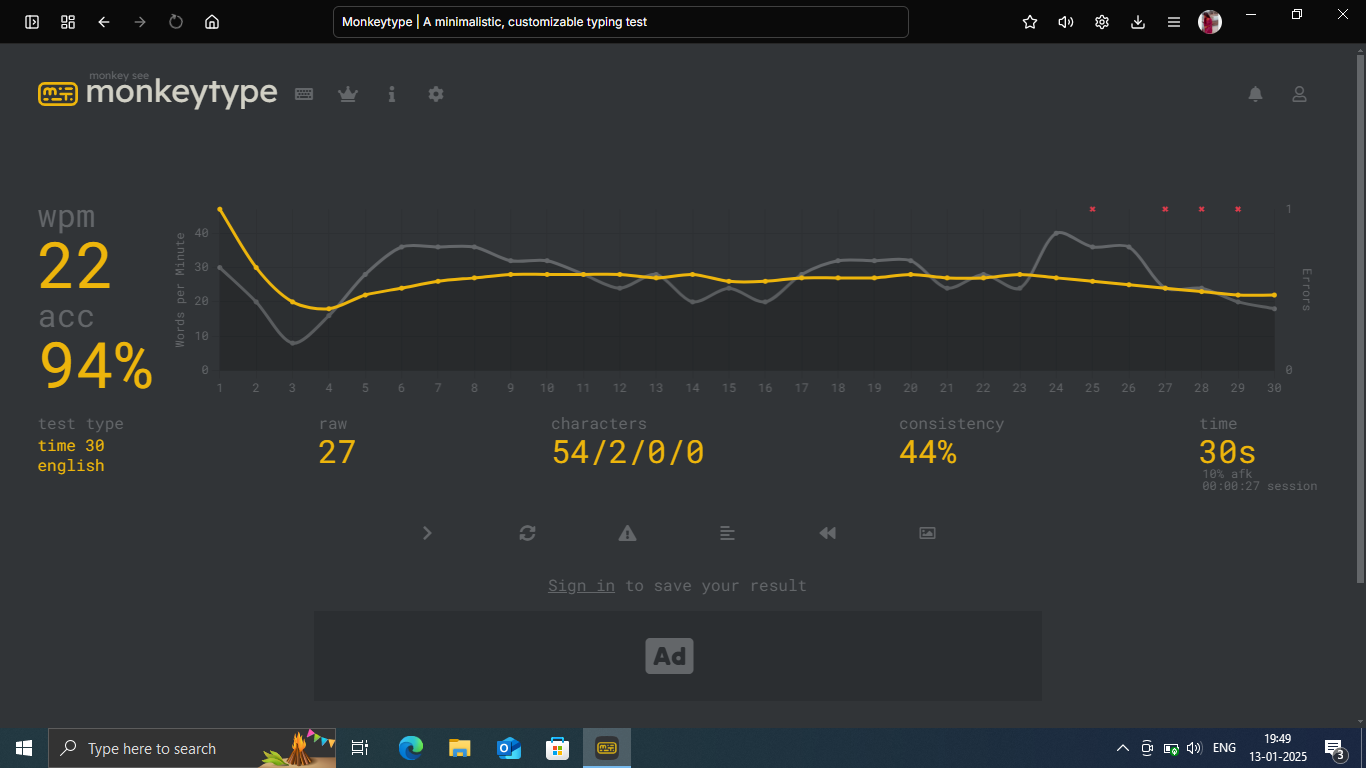 Monkeytype | A minimalistic, customizable typing test
monkey see
monkeytype
wpm
22
acc
94%
Words per Minute
40
30
20
10
0
1 2 3 4 5 6 7 8 9 10 11 12 13 14 15 16 17 18 19 20 21 22 23 24 25 26 27 28 29 30
1
Errors
0
test type
time 30
english
raw
27
characters
54/2/0/0
consistency
44%
time
30s
10% afk
00:00:27 session
Sign in to save your result
Ad
Type here to search
ENG
19:49
13-01-2025
3